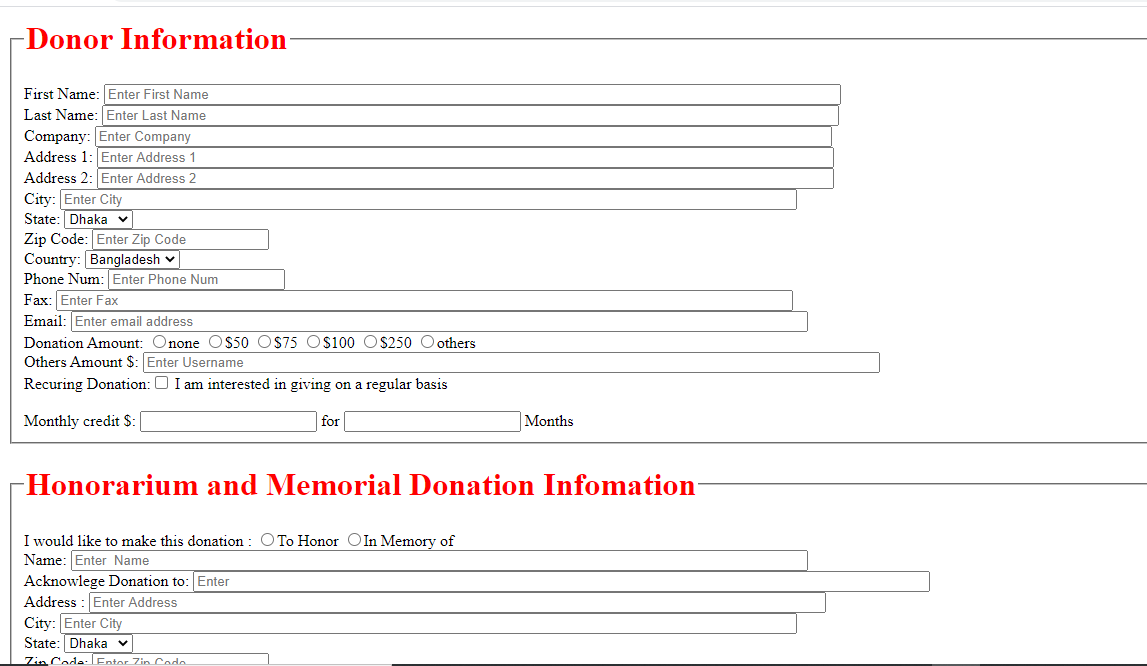 Donor Information
First Name: Enter First Name
Last Name: Enter Last Name
Company: Enter Company
Address 1: Enter Address 1
Address 2: Enter Address 2
City: Enter City
State: Dhaka
Zip Code: Enter Zip Code
Country: Bangladesh
Phone Num: Enter Phone Num
Fax: Enter Fax
Email: Enter email address
Donation Amount: none $50 $75 $100 $250 others
Others Amount $: Enter Username
Recuring Donation: I am interested in giving on a regular basis
Monthly credit $: for Months
Honorarium and Memorial Donation Infomation
I would like to make this donation : To Honor In Memory of
Name: Enter Name
Acknowlege Donation to: Enter
Address : Enter Address
City: Enter City
State: Dhaka
Zip Code: Enter Zip Code